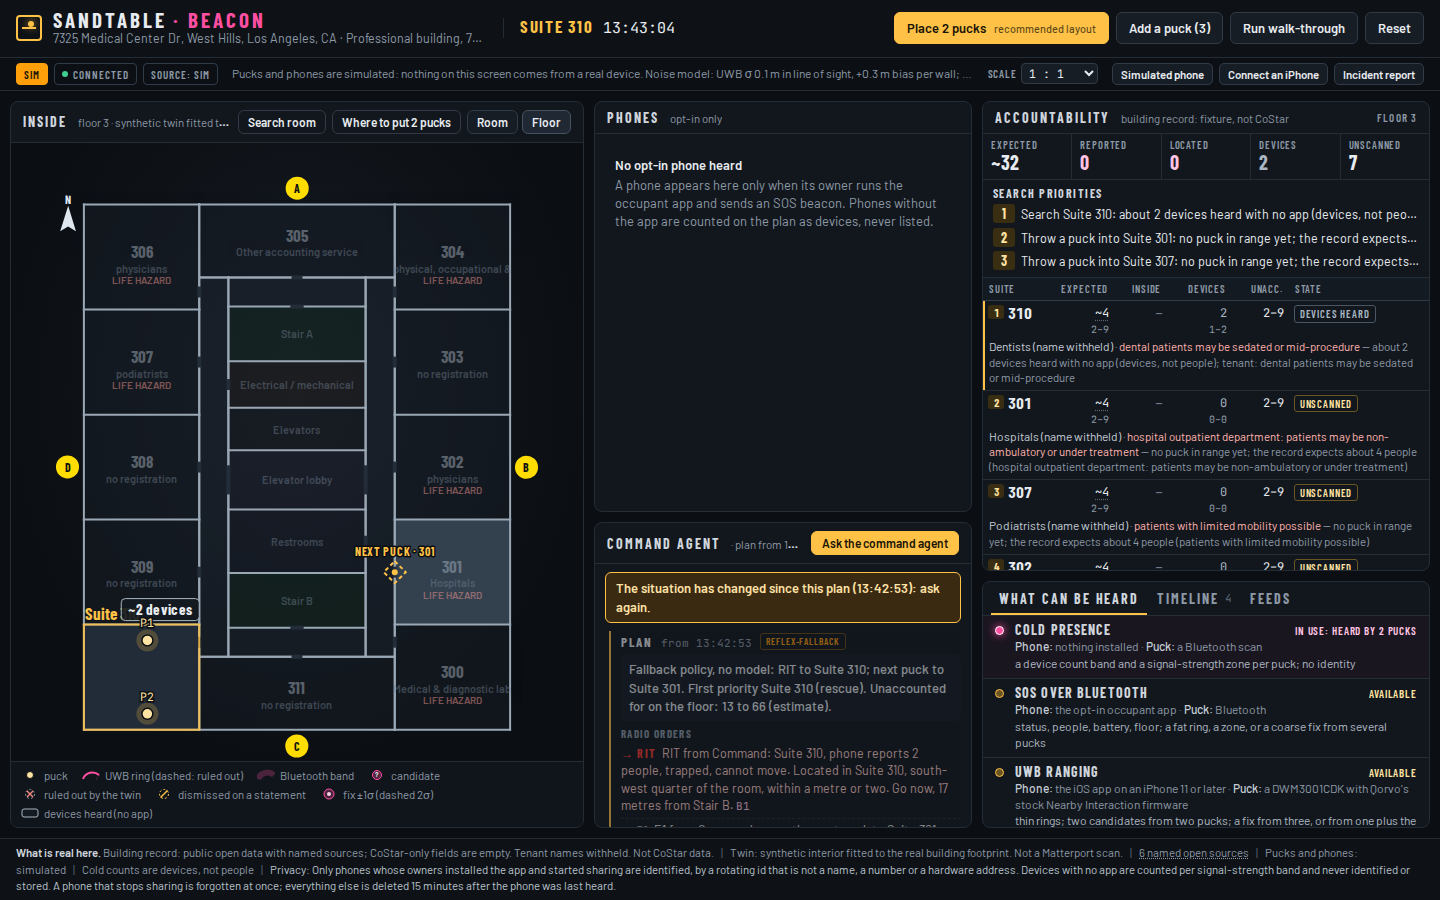 SANDTABLE · BEACON
7325 Medical Center Dr, West Hills, Los Angeles, CA · Professional building, 7...
SUITE 310 13:43:04
Place 2 pucks recommended layout
Add a puck (3)
Run walk-through
Reset
SIM
CONNECTED
SOURCE: SIM
Pucks and phones are simulated: nothing on this screen comes from a real device. Noise model: UWB σ 0.1 m in line of sight, +0.3 m bias per wall; ...
SCALE 1 : 1
Simulated phone
Connect an iPhone
Incident report
INSIDE floor 3 · synthetic twin fitted t...
Search room
Where to put 2 pucks
Room
Floor
N
A
306
physicians
LIFE HAZARD
305
Other accounting service
304
physical, occupational &
LIFE HAZARD
Stair A
307
podiatrists
LIFE HAZARD
303
no registration
Electrical / mechanical
Elevators
D
308
no registration
Elevator lobby
302
physicians
LIFE HAZARD
B
Restrooms
NEXT PUCK · 301
309
no registration
301
Hospitals
LIFE HAZARD
Stair B
Suite
~2 devices
P1
P2
311
no registration
300
Medical & diagnostic lab
LIFE HAZARD
C
puck
UWB ring (dashed: ruled out)
Bluetooth band
candidate
ruled out by the twin
dismissed on a statement
fix ±1σ (dashed 2σ)
devices heard (no app)
PHONES opt-in only
No opt-in phone heard
A phone appears here only when its owner runs the
occupant app and sends an SOS beacon. Phones without
the app are counted on the plan as devices, never listed.
COMMAND AGENT · plan from 1...
Ask the command agent
The situation has changed since this plan (13:42:53): ask
again.
PLAN from 13:42:53 REFLEX-FALLBACK
Fallback policy, no model: RIT to Suite 310; next puck to
Suite 301. First priority Suite 310 (rescue). Unaccounted
for on the floor: 13 to 66 (estimate).
RADIO ORDERS
→ RIT RIT from Command: Suite 310, phone reports 2
people, trapped, cannot move. Located in Suite 310, south-
west quarter of the room, within a metre or two. Go now, 17
metres from Stair B. B1
ACCOUNTABILITY building record: fixture, not CoStar FLOOR 3
EXPECTED REPORTED LOCATED DEVICES UNSCANNED
~32 0 0 2 7
SEARCH PRIORITIES
1 Search Suite 310: about 2 devices heard with no app (devices, not peo...
2 Throw a puck into Suite 301: no puck in range yet; the record expects...
3 Throw a puck into Suite 307: no puck in range yet; the record expects...
SUITE EXPECTED INSIDE DEVICES UNACC. STATE
1 310 ~4 – 2 2-9 DEVICES HEARD
2-9 1-2
Dentists (name withheld) · dental patients may be sedated or mid-procedure — about 2
devices heard with no app (devices, not people); tenant: dental patients may be sedated
or mid-procedure
2 301 ~4 – 0 2-9 UNSCANNED
2-9 0-0
Hospitals (name withheld) · hospital outpatient department: patients may be non-
ambulatory or under treatment — no puck in range yet; the record expects about 4 people
(hospital outpatient department: patients may be non-ambulatory or under treatment)
3 307 ~4 – 0 2-9 UNSCANNED
2-9 0-0
Podiatrists (name withheld) · patients with limited mobility possible — no puck in range
yet; the record expects about 4 people (patients with limited mobility possible)
4 302 ~4 – 0 2-9 UNSCANNED
WHAT CAN BE HEARD
TIMELINE 4
FEEDS
COLD PRESENCE IN USE: HEARD BY 2 PUCKS
Phone: nothing installed · Puck: a Bluetooth scan
a device count band and a signal-strength zone per puck; no identity
SOS OVER BLUETOOTH AVAILABLE
Phone: the opt-in occupant app · Puck: Bluetooth
status, people, battery, floor; a fat ring, a zone, or a coarse fix from several
pucks
UWB RANGING AVAILABLE
Phone: the iOS app on an iPhone 11 or later · Puck: a DWM3001CDK with Qorvo's
stock Nearby Interaction firmware
thin rings; two candidates from two pucks; a fix from three, or from one plus the
What is real here. Building record: public open data with named sources; CoStar-only fields are empty. Tenant names withheld. Not CoStar data. | Twin: synthetic interior fitted to the real building footprint. Not a Matterport scan. | 6 named open sources | Pucks and phones:
simulated | Cold counts are devices, not people | Privacy: Only phones whose owners installed the app and started sharing are identified, by a rotating id that is not a name, a number or a hardware address. Devices with no app are counted per signal-strength band and never identified or
stored. A phone that stops sharing is forgotten at once; everything else is deleted 15 minutes after the phone was last heard.